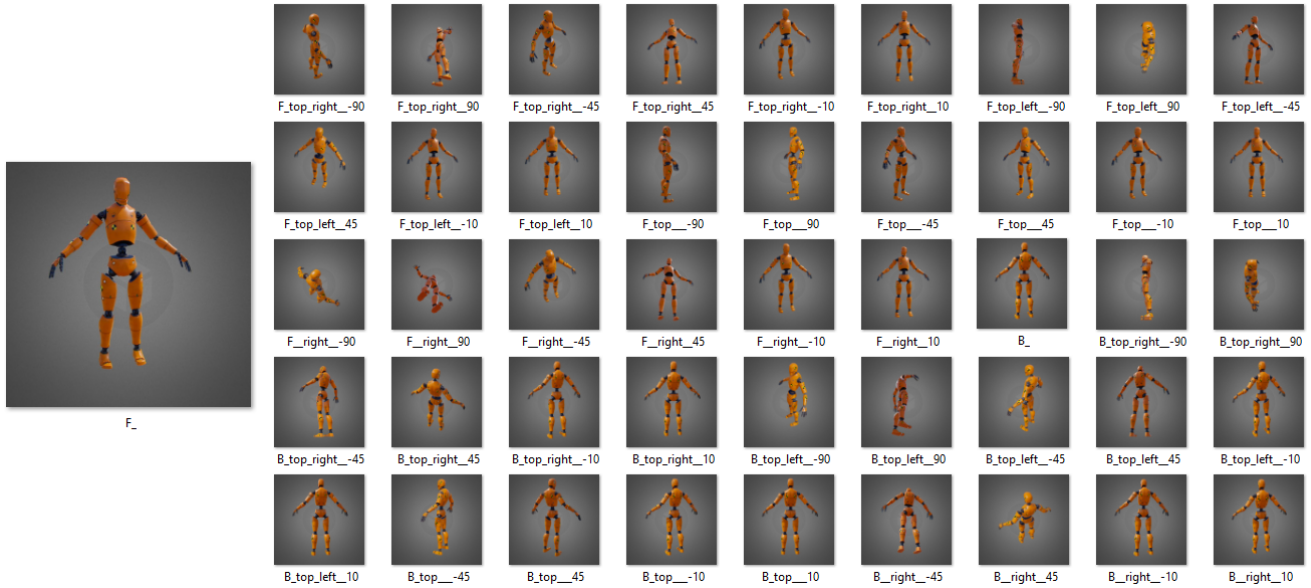 F_top_right__-90
F_top_right__90
F_top_right__-45
F_top_right__45
F_top_right__-10
F_top_right__10
F_top_left__-90
F_top_left__90
F_top_left__-45
F_top_left__45
F_top_left__-10
F_top_left__10
F_top___-90
F_top___90
F_top___-45
F_top___45
F_top___-10
F_top___10
F__right__-90
F__right__90
F__right__-45
F__right__45
F__right__-10
F__right__10
B_
B_top_right__-90
B_top_right__90
F_
B_top_right__-45
B_top_right__45
B_top_right__-10
B_top_right__10
B_top_left__-90
B_top_left__90
B_top_left__-45
B_top_left__45
B_top_left__-10
B_top_left__10
B_top___-45
B_top___45
B_top___-10
B_top___10
B__right__-45
B__right__45
B__right__-10
B__right__10